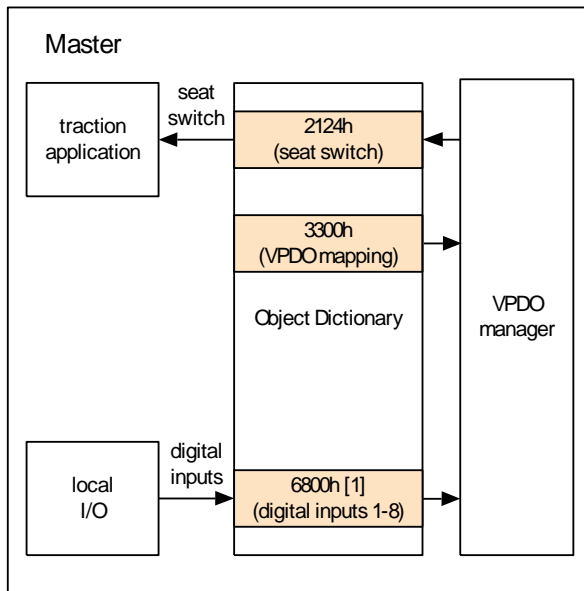 Master
seat
switch
traction
application
2124h
(seat switch)
3300h
(VPDO mapping)
VPDO
manager
Object Dictionary
digital
inputs
local
I/O
6800h [1]
(digital inputs 1-8)